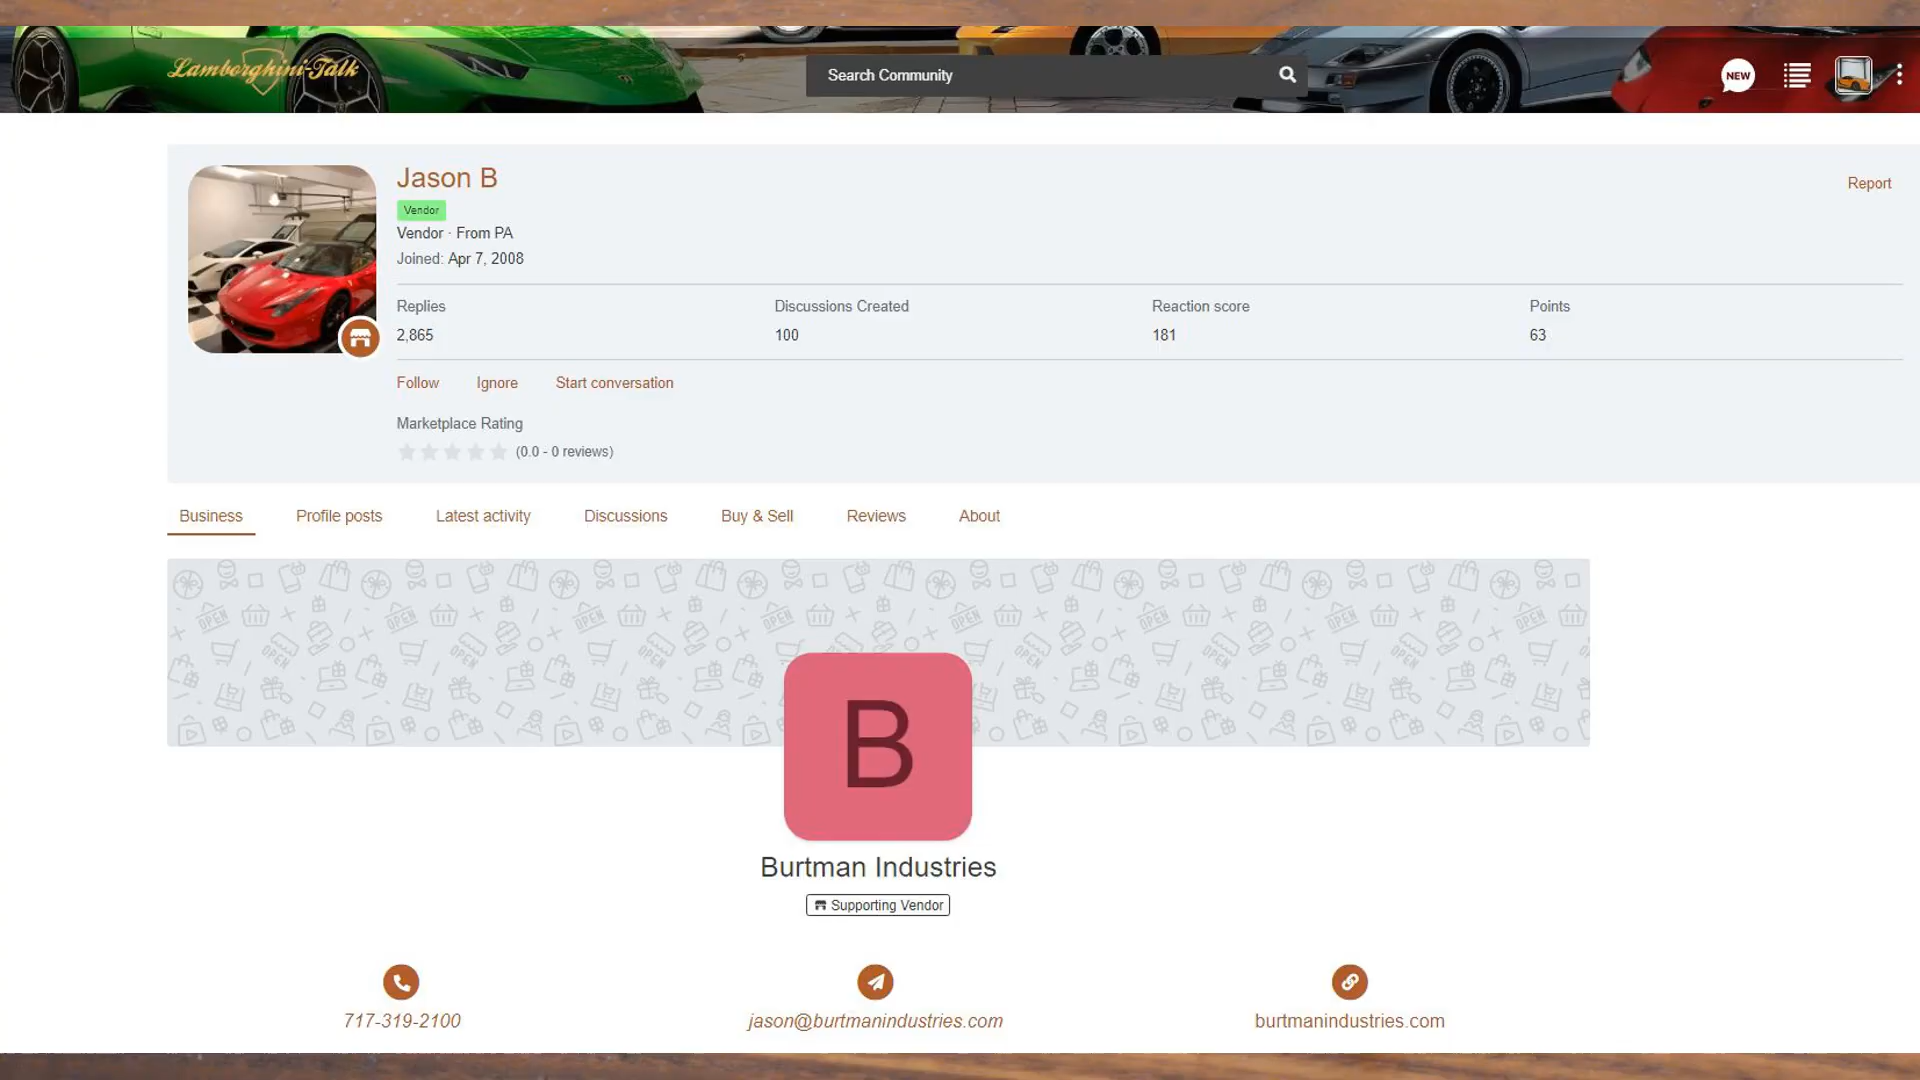 Lamborghini-Talk
Search Community
NEW
Jason B
Report
Vendor
Vendor · From PA
Joined: Apr 7, 2008
Replies
Discussions Created
Reaction score
Points
2,865
100
181
63
Follow
Ignore
Start conversation
Marketplace Rating
(0.0 - 0 reviews)
Business
Profile posts
Latest activity
Discussions
Buy & Sell
Reviews
About
OPEN
B
Burtman Industries
Supporting Vendor
717-319-2100
jason@burtmanindustries.com
burtmanindustries.com